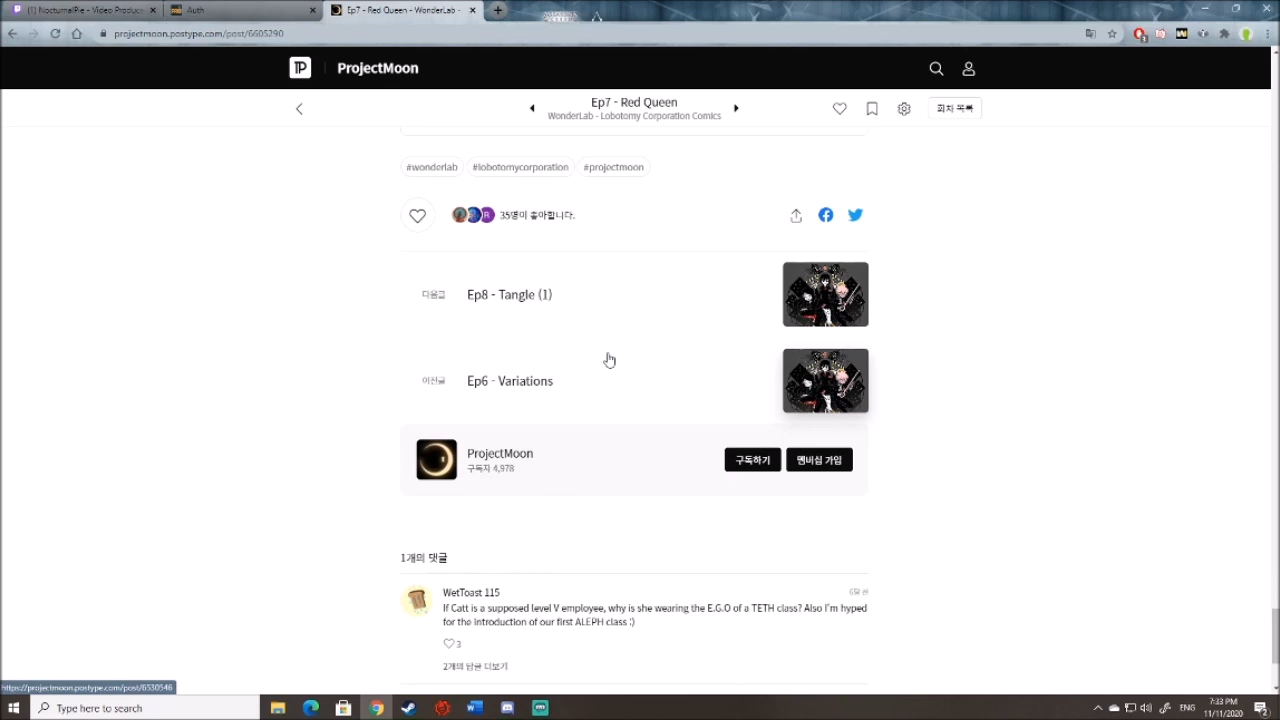 (1) NocturnalPie - Video Produc
Auth
Ep7 - Red Queen - WonderLab -
projectmoon.postype.com/post/6605290
ProjectMoon
Ep7 - Red Queen
WonderLab - Lobotomy Corporation Comics
회차 목록
#wonderlab #lobotomycorporation #projectmoon
35명이 좋아합니다.
다음글 Ep8 - Tangle (1)
이전글 Ep6 - Variations
ProjectMoon
구독자 4,978
구독하기 멤버십 가입
1개의 댓글
WetToast 115
6달 전
If Catt is a supposed level V employee, why is she wearing the E.G.O of a TETH class? Also I'm hyped
for the introduction of our first ALEPH class :)
3
2개의 답글 더보기
https://projectmoon.postype.com/post/6530546
Type here to search
ENG
7:33 PM
11/11/2020